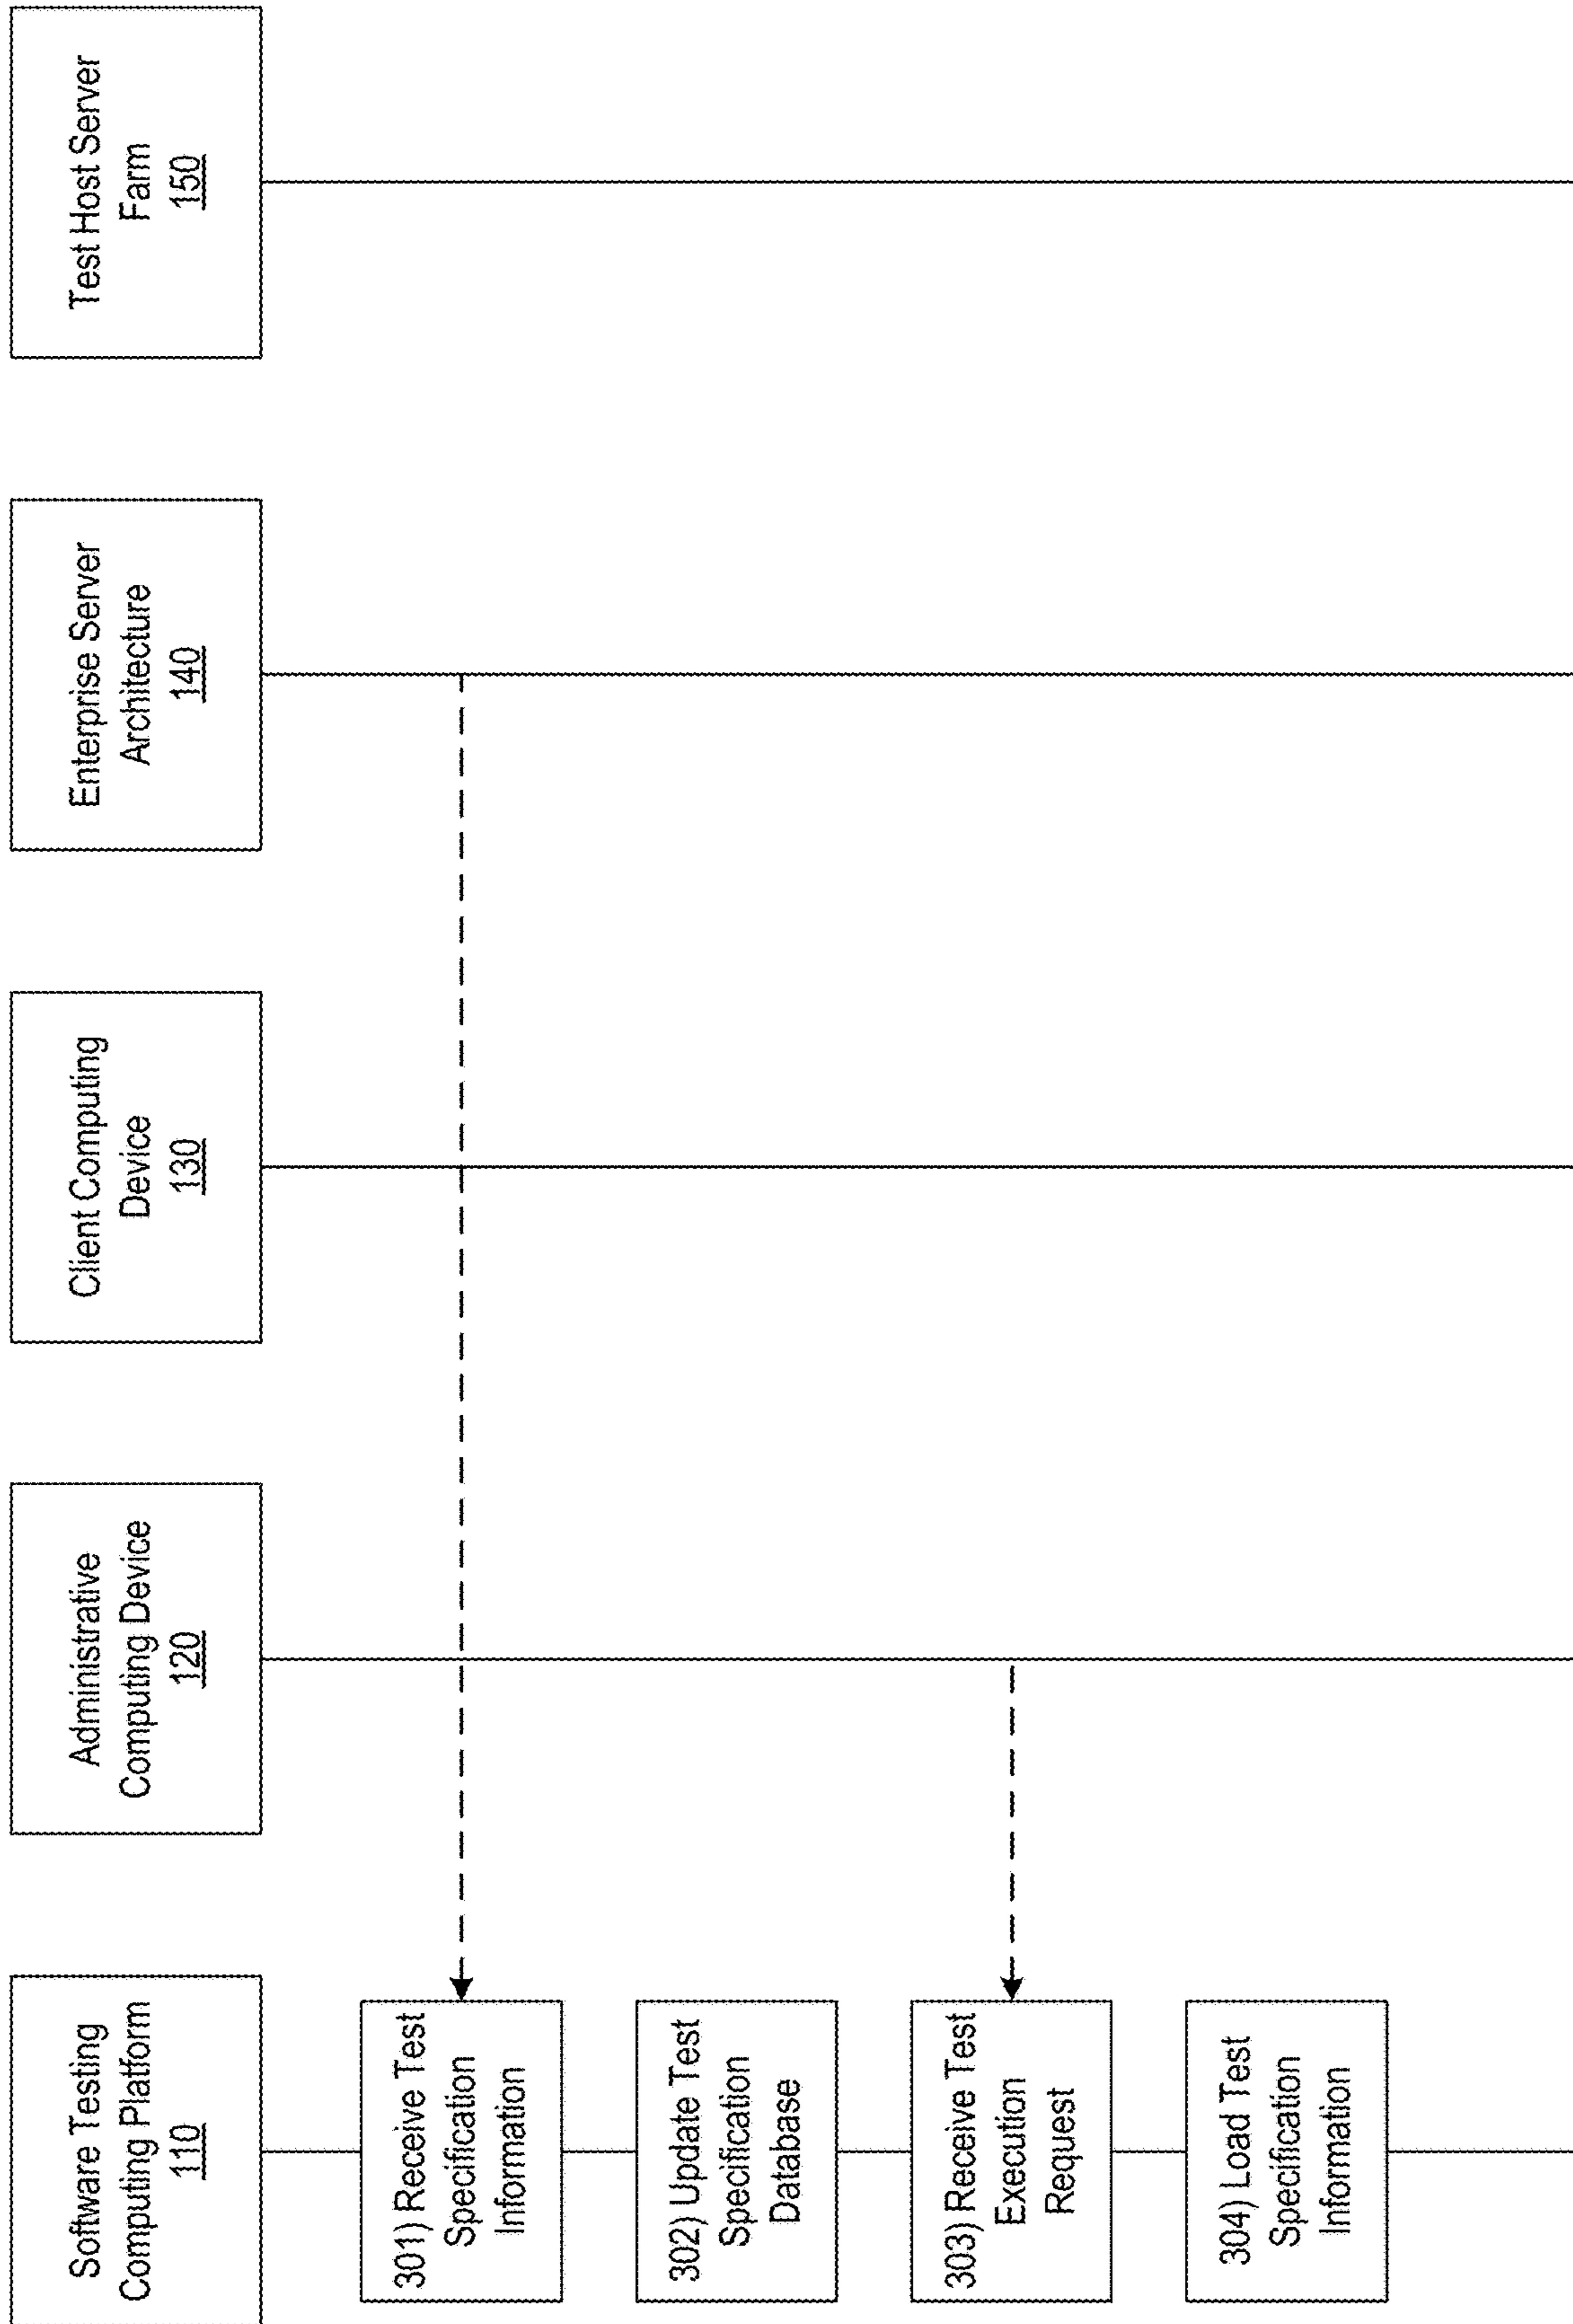 Software Testing
Computing Platform
110
Administrative
Computing Device
120
Client Computing
Device
130
Enterprise Server
Architecture
140
Test Host Server
Farm
150
301) Receive Test
Specification
Information
302) Update Test
Specification
Database
303) Receive Test
Execution
Request
304) Load Test
Specification
Information